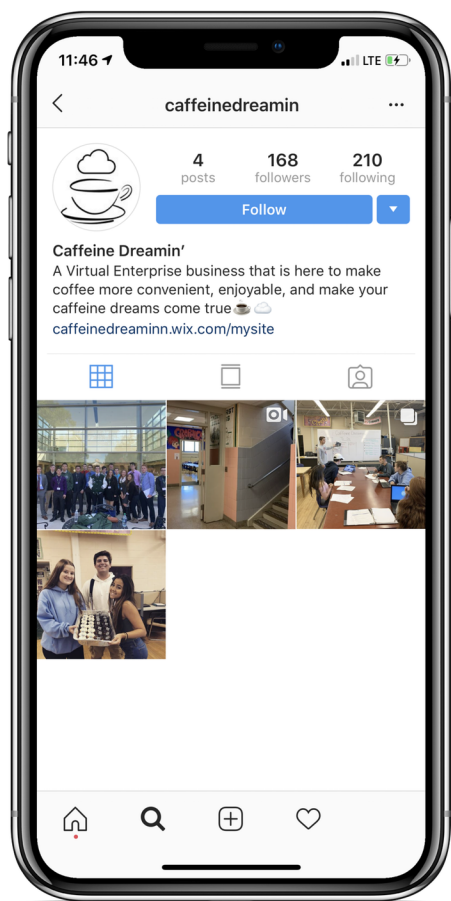 11:46
LTE
caffeinedreamin
4 168 210
posts followers following
Follow
Caffeine Dreamin’
A Virtual Enterprise business that is here to make
coffee more convenient, enjoyable, and make your
caffeine dreams come true☕☁️
caffeinedreaminn.wix.com/mysite